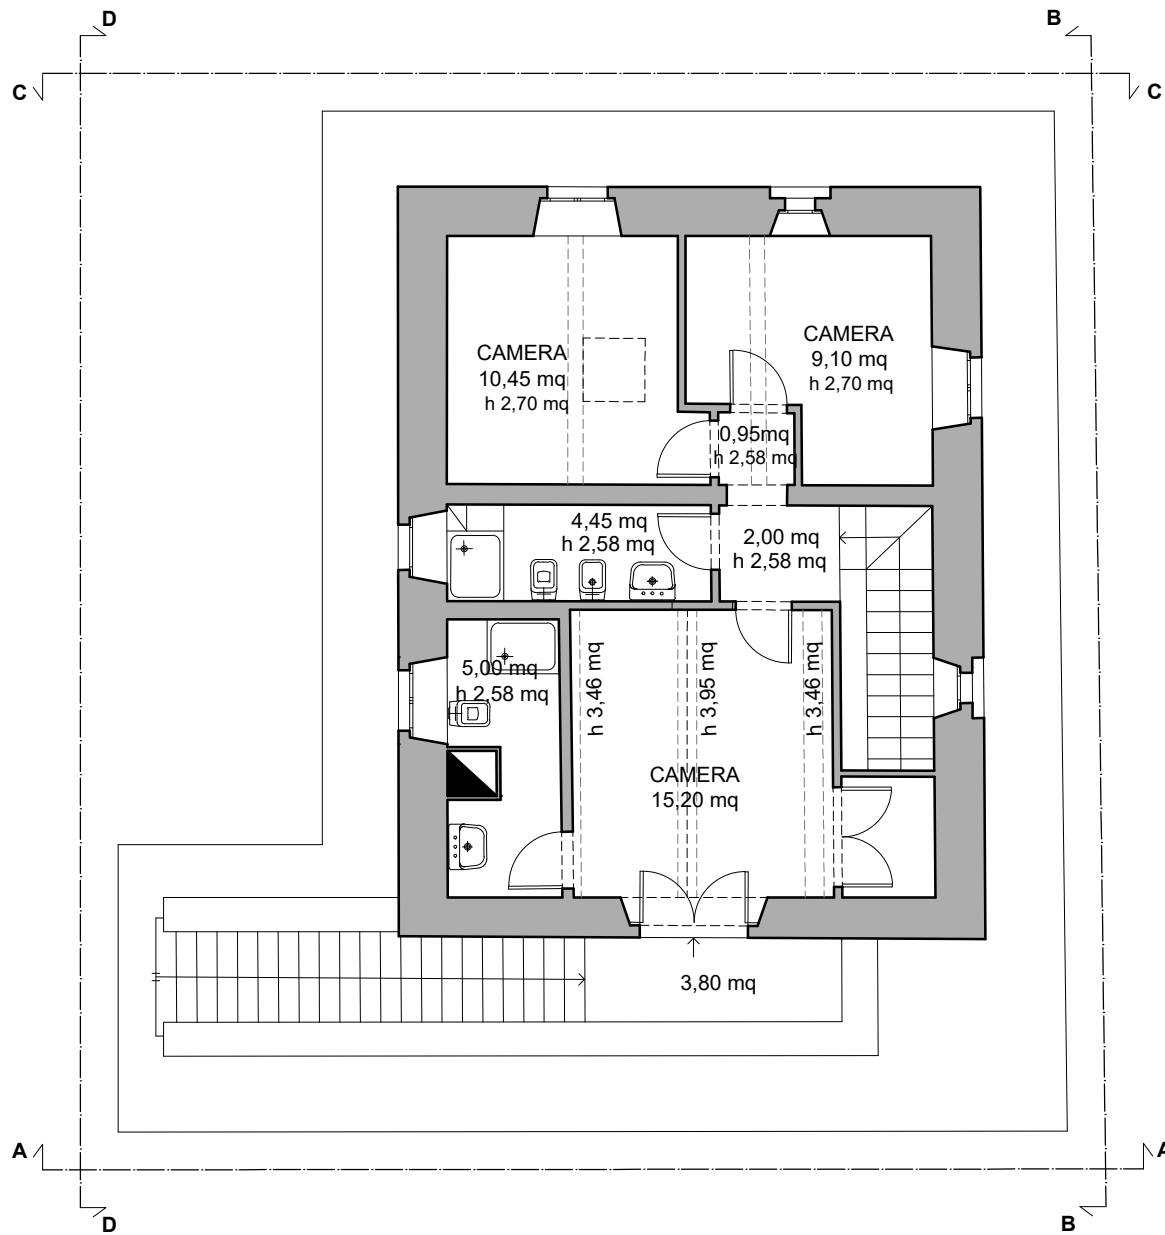 D
B
C
C
CAMERA
10,45 mq
h 2,70 mq
CAMERA
9,10 mq
h 2,70 mq
0,95mq
h 2,58 mq
4,45 mq
h 2,58 mq
2,00 mq
h 2,58 mq
5,00 mq
h 2,58 mq
h 3,46 mq
h 3,95 mq
h 3,46 mq
CAMERA
15,20 mq
3,80 mq
A
A
D
B